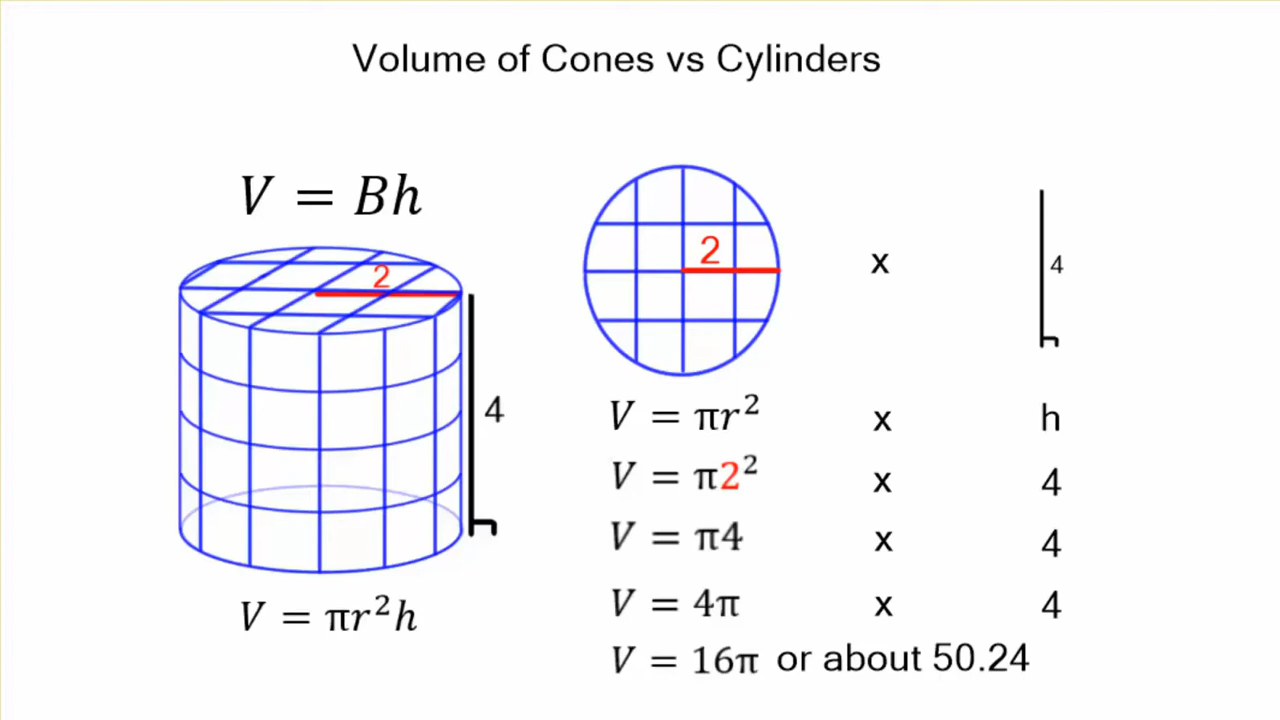 Volume of Cones vs Cylinders
V = Bh
2
4
V = πr²h
2
x
4
V = πr² x h
V = π2² x 4
V = π4 x 4
V = 4π x 4
V = 16π or about 50.24